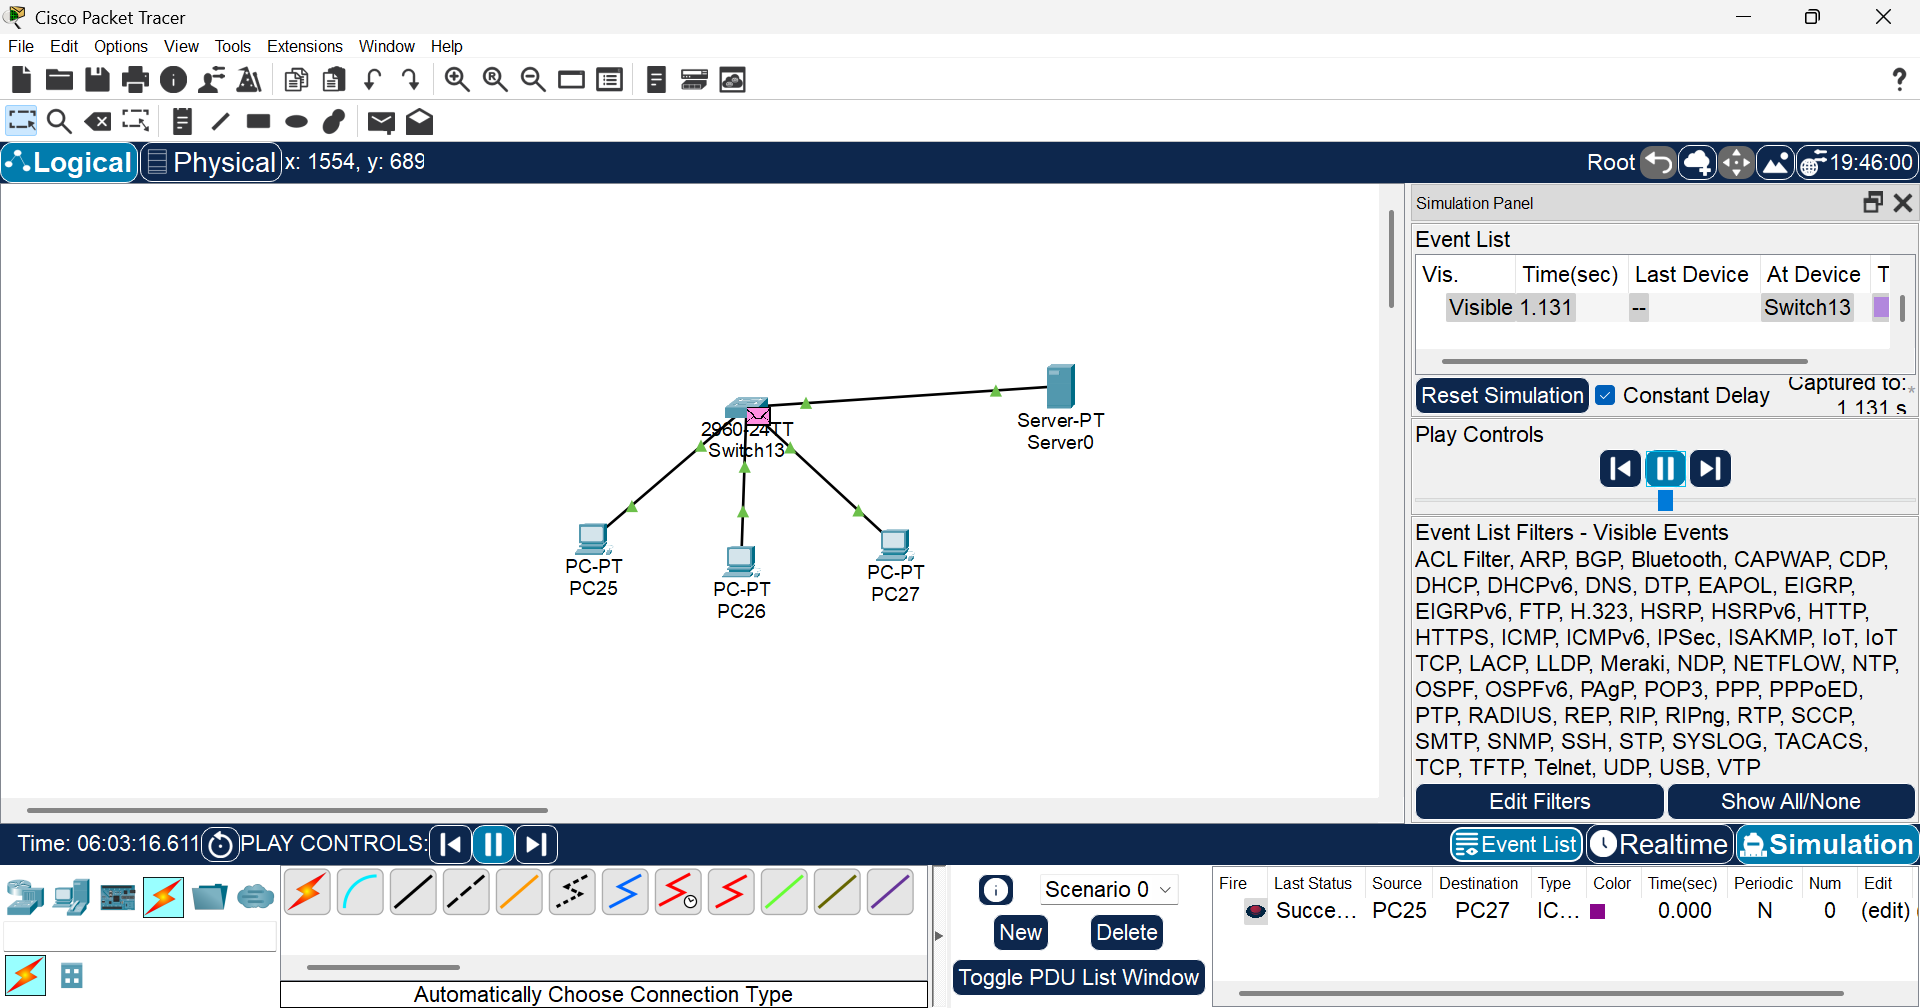 Cisco Packet Tracer
File Edit Options View Tools Extensions Window Help
Logical Physical x: 1554, y: 689
Root 19:46:00
Simulation Panel
Event List
Vis. Time(sec) Last Device At Device T
Visible 1.131 -- Switch13
Reset Simulation Constant Delay Captured to: *
1.131 s
Play Controls
Event List Filters - Visible Events
ACL Filter, ARP, BGP, Bluetooth, CAPWAP, CDP,
DHCP, DHCPv6, DNS, DTP, EAPOL, EIGRP,
EIGRPv6, FTP, H.323, HSRP, HSRPv6, HTTP,
HTTPS, ICMP, ICMPv6, IPSec, ISAKMP, IoT, IoT
TCP, LACP, LLDP, Meraki, NDP, NETFLOW, NTP,
OSPF, OSPFv6, PAgP, POP3, PPP, PPPoED,
PTP, RADIUS, REP, RIP, RIPng, RTP, SCCP,
SMTP, SNMP, SSH, STP, SYSLOG, TACACS,
TCP, TFTP, Telnet, UDP, USB, VTP
Edit Filters Show All/None
2960-24TT
Switch13
Server-PT
Server0
PC-PT
PC25
PC-PT
PC26
PC-PT
PC27
Time: 06:03:16.611 PLAY CONTROLS:
Event List Realtime Simulation
Scenario 0
New Delete
Toggle PDU List Window
Fire Last Status Source Destination Type Color Time(sec) Periodic Num Edit
Succe... PC25 PC27 IC... 0.000 N 0 (edit)
Automatically Choose Connection Type